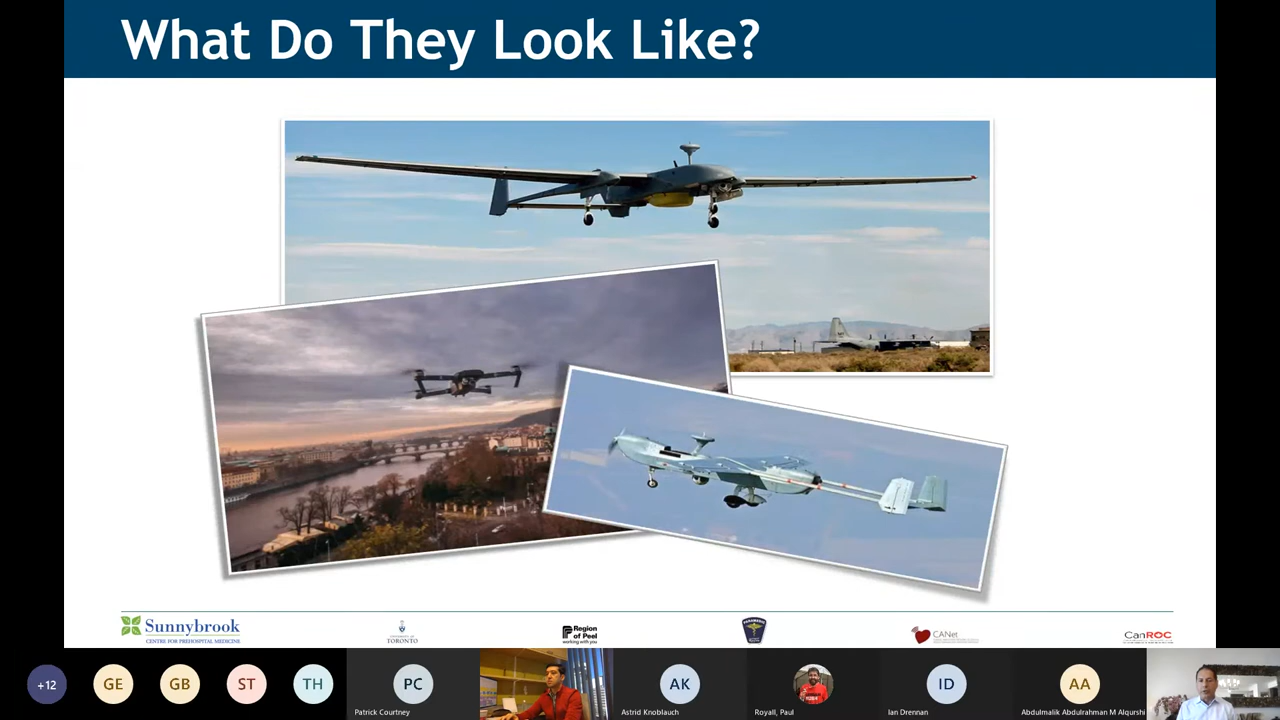 What Do They Look Like?
Sunnybrook
CENTRE FOR PREHOSPITAL MEDICINE
UNIVERSITY OF
TORONTO
Region
of Peel
working with you
PARAMEDIC
CANet
CanROC
+12
GE
GB
ST
TH
PC
AK
ID
AA
Patrick Courtney
Astrid Knoblauch
Royall, Paul
Ian Drennan
Abdulmalik Abdulrahman M Alqurshi